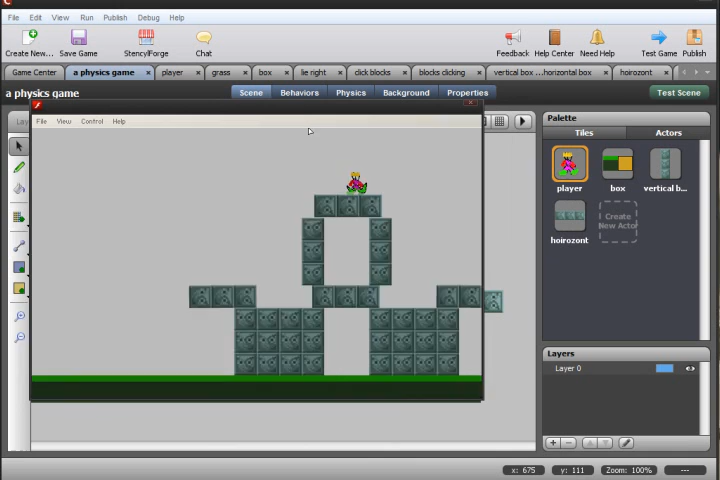 File Edit View Run Publish Debug Help
Create New... Save Game StencylForge Chat Feedback Help Center Need Help Test Game Publish
Game Center a physics game player grass box lie right click blocks blocks clicking vertical box ...horizontal box hoirozont
a physics game Scene Behaviors Physics Background Properties Test Scene
Lay
File View Control Help
Palette
Tiles Actors
player box vertical b...
hoirozont Create New Actor
Layers
Layer 0
x: 675 y: 111 Zoom: 100% ---